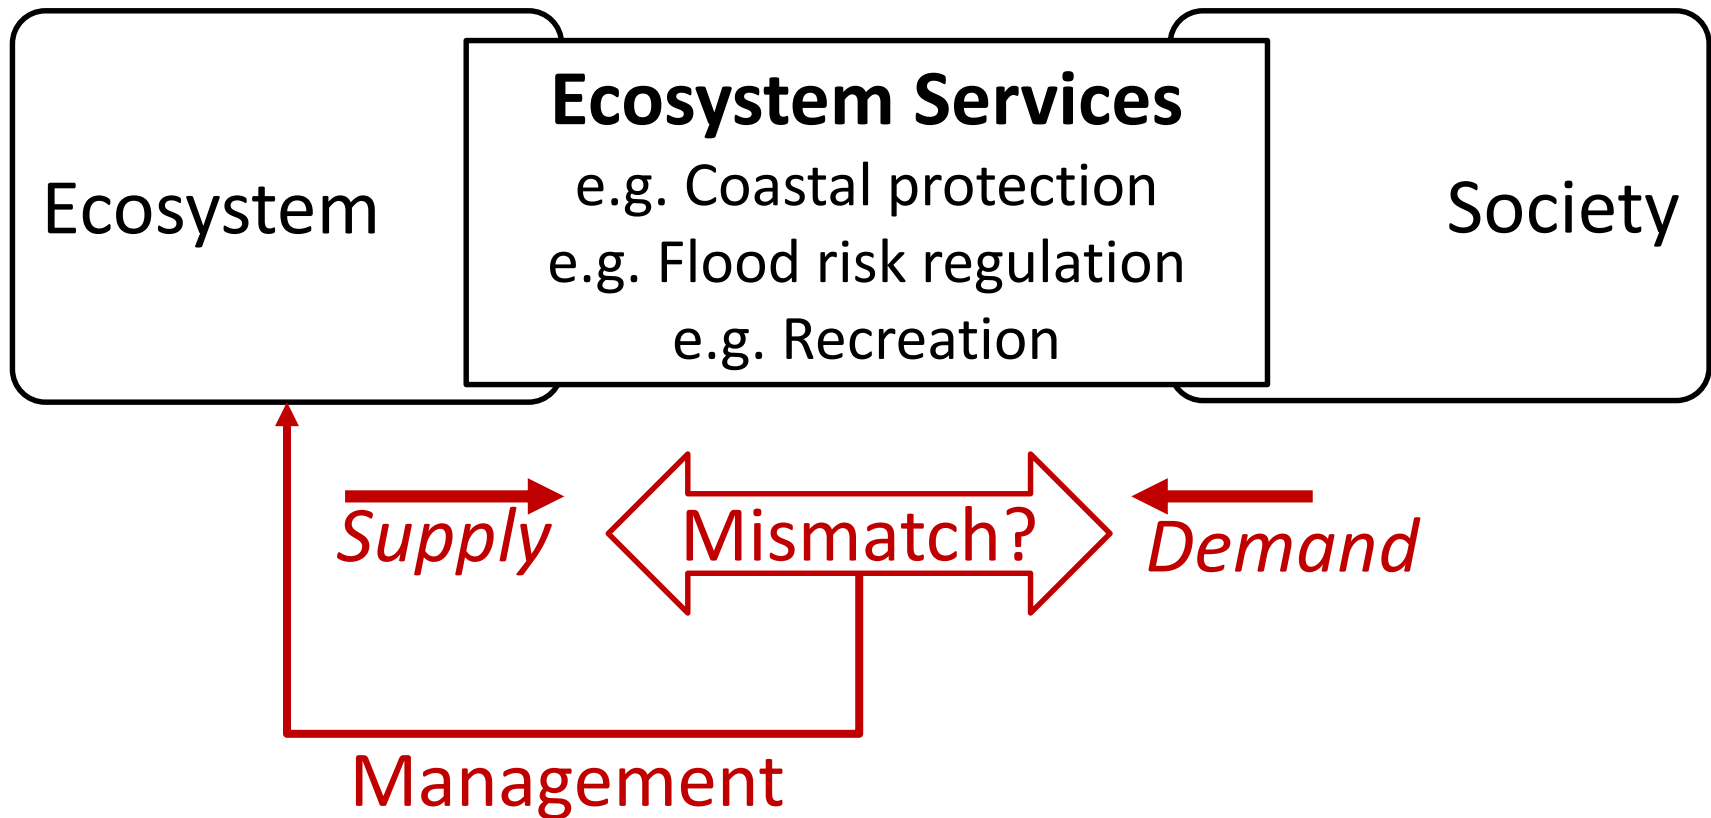 Ecosystem
Ecosystem Services
e.g. Coastal protection
e.g. Flood risk regulation
e.g. Recreation
Society
Supply
Mismatch?
Demand
Management